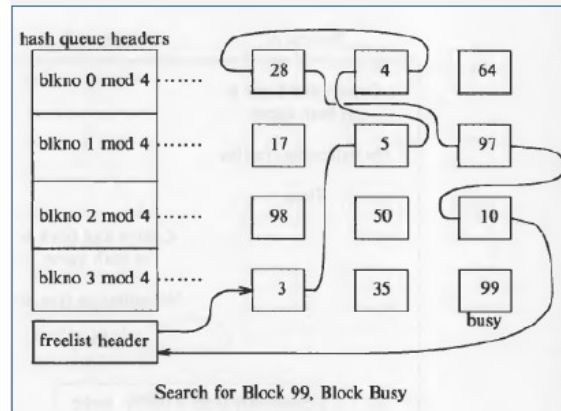 hash queue headers
blkno 0 mod 4 ······ 28 4 64
blkno 1 mod 4 ······ 17 5 97
blkno 2 mod 4 ······ 98 50 10
blkno 3 mod 4 ······ 3 35 99
busy
freelist header
Search for Block 99, Block Busy